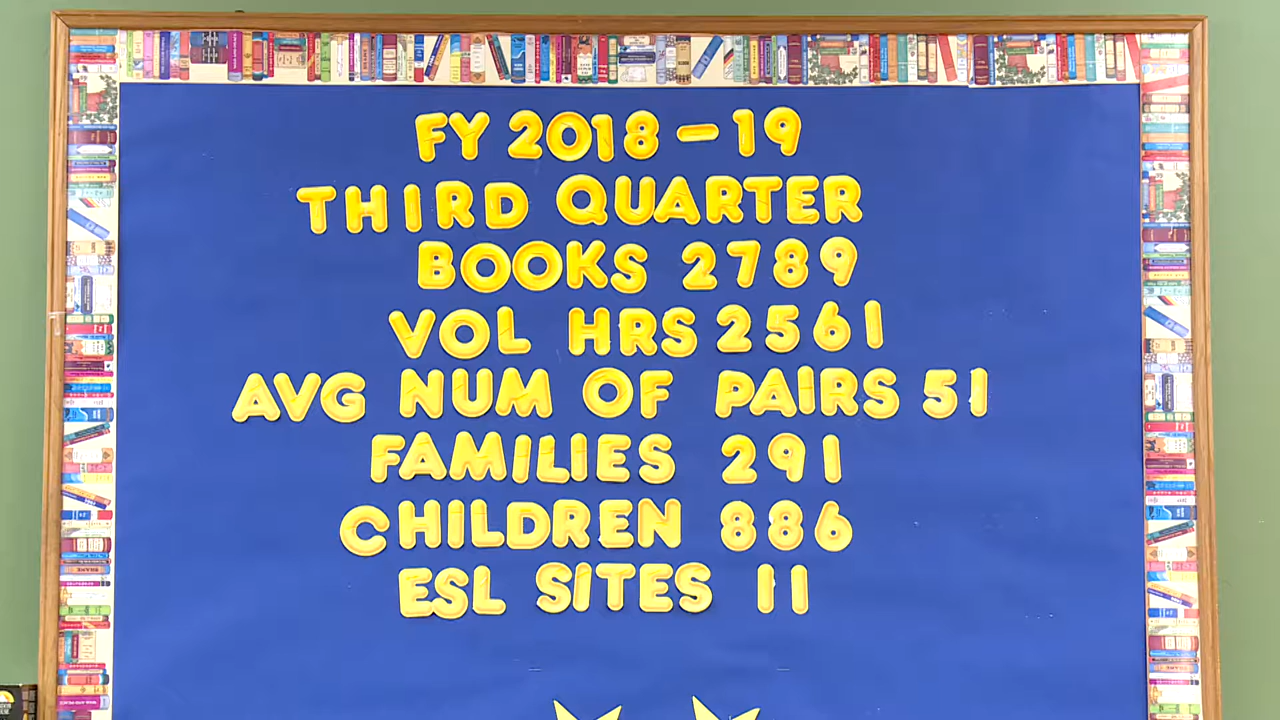 FY 2018-19
THIRD QUARTER
BOOKS 2789
VOL HRS 2561
AVG NUM OF PAIRS 51
FAMILIES 291
CHILDREN 886
ESL SITES 11